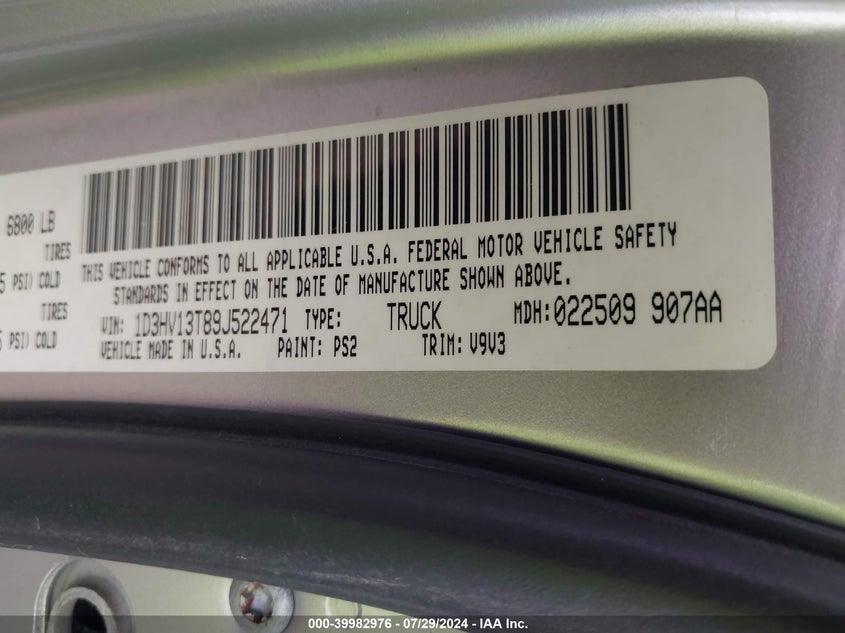 6800 LB
TIRES
5 PSI) COLD
TIRES
PSI) COLD
THIS VEHICLE CONFORMS TO ALL APPLICABLE U.S.A. FEDERAL MOTOR VEHICLE SAFETY
STANDARDS IN EFFECT ON THE DATE OF MANUFACTURE SHOWN ABOVE.
VIN: 1D3HV13T89J522471 TYPE: TRUCK MDH:022509 907AA
VEHICLE MADE IN U.S.A. PAINT: PS2 TRIM: V9V3
000-39982976 - 07/29/2024 - IAA Inc.